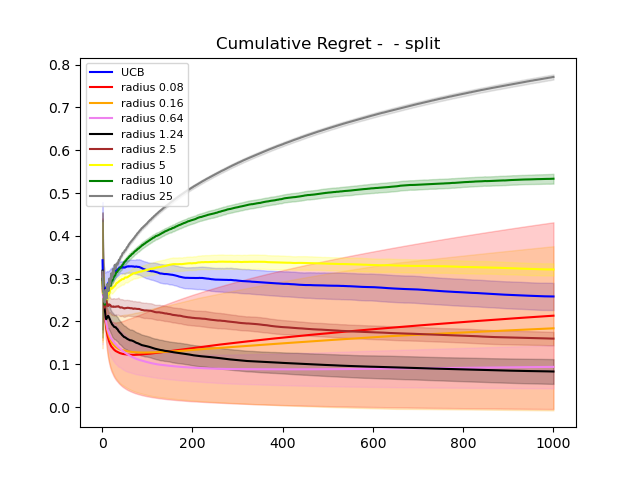 Cumulative Regret -  - split
0.8
0.7
0.6
0.5
0.4
0.3
0.2
0.1
0.0
UCB
radius 0.08
radius 0.16
radius 0.64
radius 1.24
radius 2.5
radius 5
radius 10
radius 25
0 200 400 600 800 1000